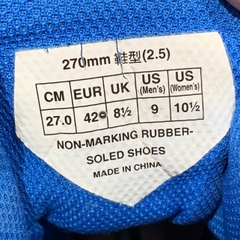 270mm 鞋型(2.5)
CM EUR UK US (Men's) US (Women's)
27.0 42 8½ 9 10½
NON-MARKING RUBBER-
SOLED SHOES
MADE IN CHINA